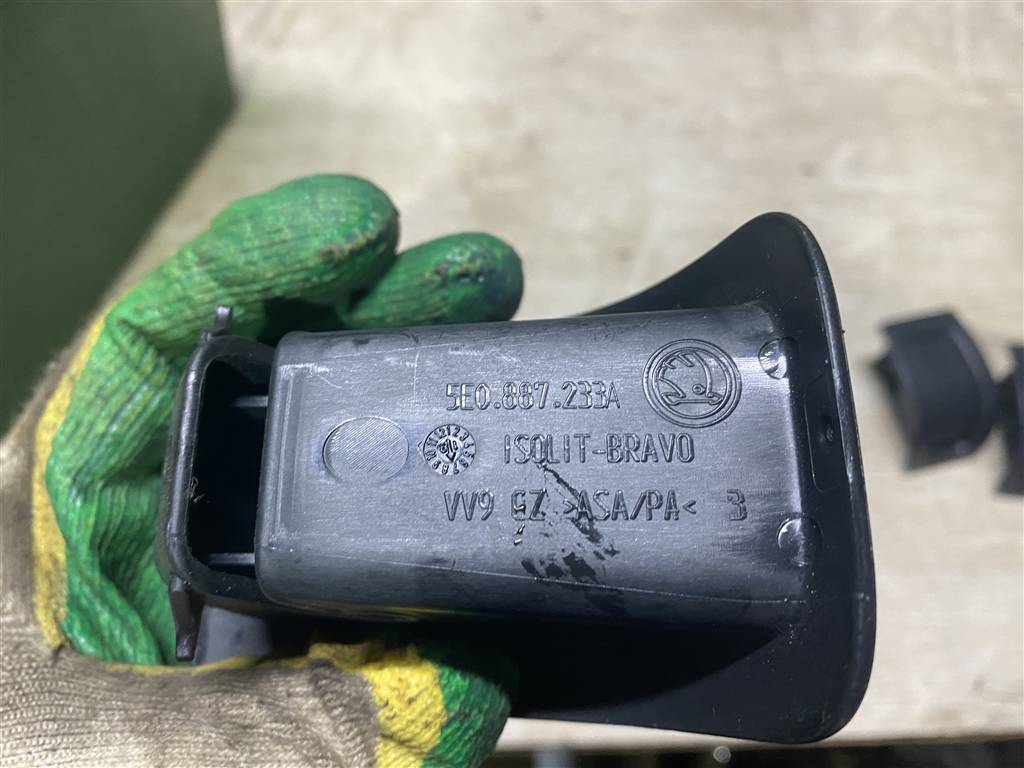 5E0.887.233A
ISOLIT-BRAVO
VV9 GZ >ASA/PA< 3